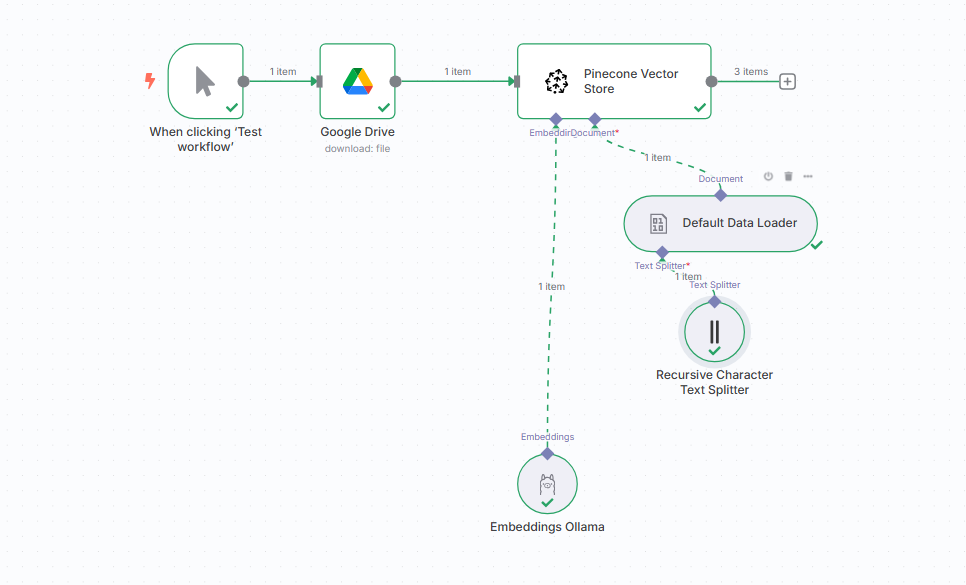 1 item
1 item
Pinecone Vector
Store
3 items
When clicking ‘Test
workflow’
Google Drive
download: file
Document*
1 item
Document
Default Data Loader
Text Splitter*
1 item
Text Splitter
1 item
Recursive Character
Text Splitter
Embeddings
Embeddings Ollama